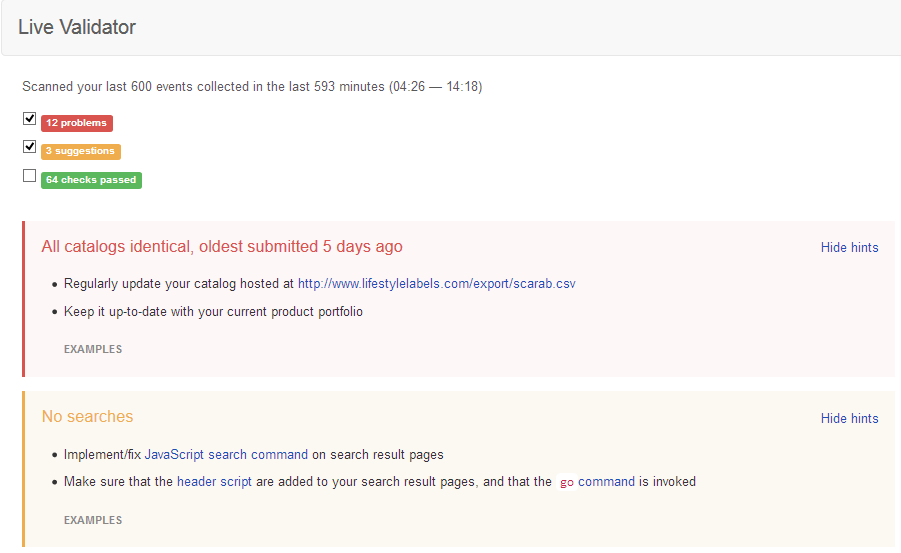 Live Validator
Scanned your last 600 events collected in the last 593 minutes (04:26 — 14:18)
12 problems
3 suggestions
64 checks passed
All catalogs identical, oldest submitted 5 days ago
Hide hints
Regularly update your catalog hosted at http://www.lifestylelabels.com/export/scarab.csv
Keep it up-to-date with your current product portfolio
EXAMPLES
No searches
Hide hints
Implement/fix JavaScript search command on search result pages
Make sure that the header script are added to your search result pages, and that the go command is invoked
EXAMPLES